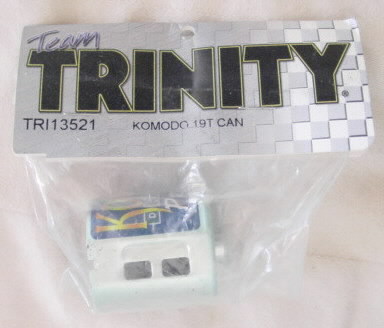 Team
TRINITY
TRI13521 KOMODO 19T CAN